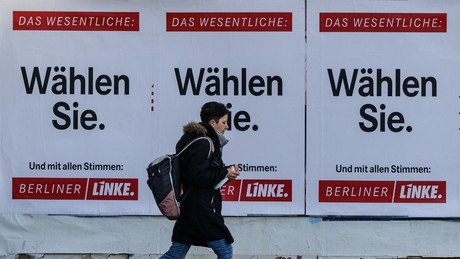 DAS WESENTLICHE:
Wählen
Sie.
Und mit allen Stimmen:
BERLINER LINKE.
DAS WESENTLICHE:
Wählen
Sie.
Stimmen:
LINKE.
DAS WESENTLICHE:
Wählen
Sie.
Und mit allen Stimmen:
BERLINER LINKE.